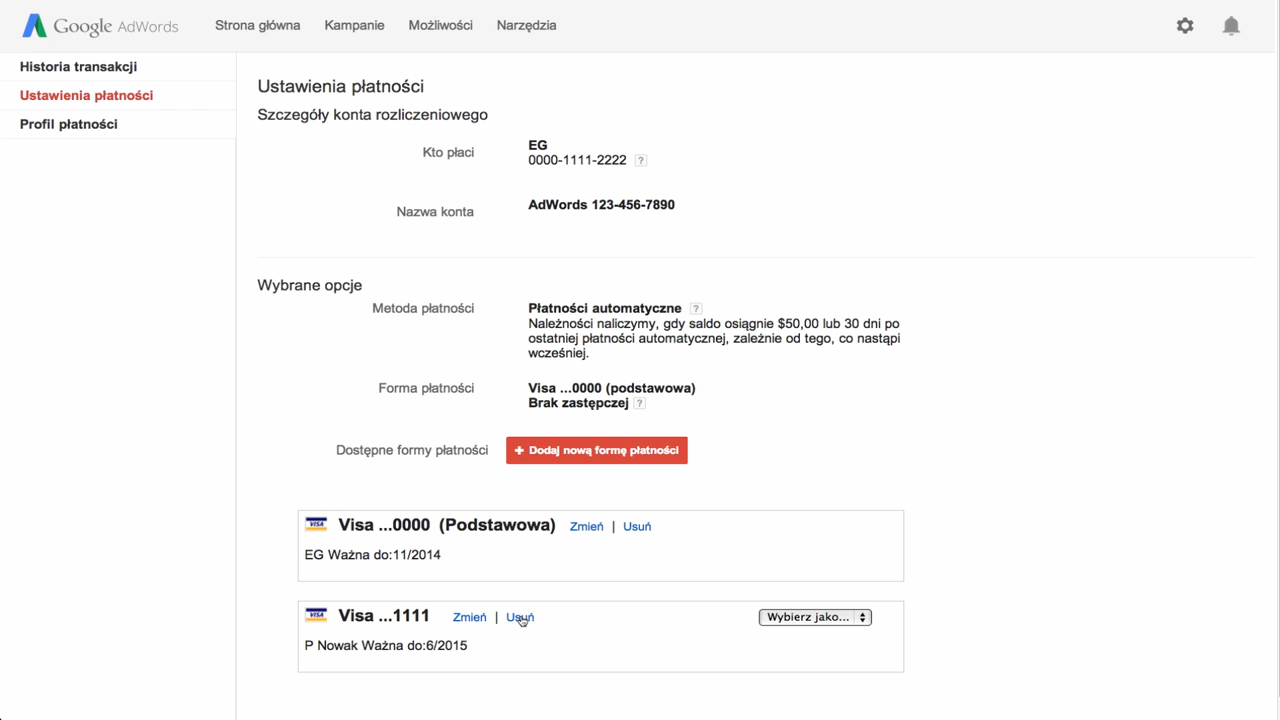 Google AdWords Strona główna Kampanie Możliwości Narzędzia
Historia transakcji
Ustawienia płatności
Profil płatności
Ustawienia płatności
Szczegóły konta rozliczeniowego
Kto płaci
EG
0000-1111-2222 ?
Nazwa konta
AdWords 123-456-7890
Wybrane opcje
Metoda płatności
Płatności automatyczne ?
Należności naliczymy, gdy saldo osiągnie $50,00 lub 30 dni po
ostatniej płatności automatycznej, zależnie od tego, co nastąpi
wcześniej.
Forma płatności
Visa ...0000 (podstawowa)
Brak zastępczej ?
Dostępne formy płatności
+ Dodaj nową formę płatności
VISA Visa ...0000 (Podstawowa) Zmień | Usuń
EG Ważna do:11/2014
VISA Visa ...1111 Zmień | Usuń Wybierz jako...
P Nowak Ważna do:6/2015